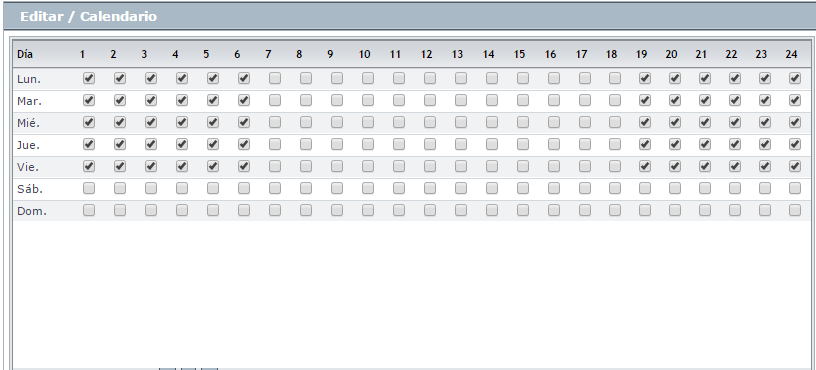 Editar / Calendario
Día 1 2 3 4 5 6 7 8 9 10 11 12 13 14 15 16 17 18 19 20 21 22 23 24
Lun.
Mar.
Mié.
Jue.
Vie.
Sáb.
Dom.